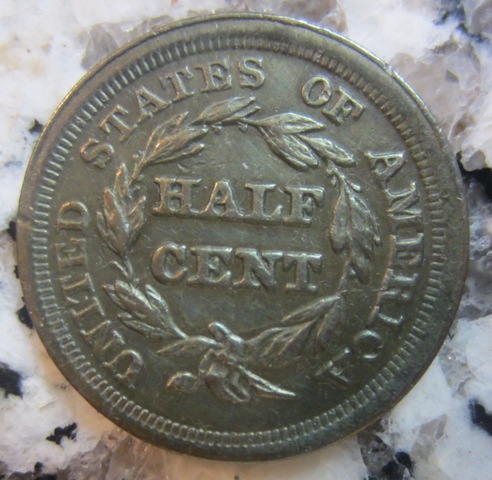 UNITED STATES OF AMERICA
HALF
CENT